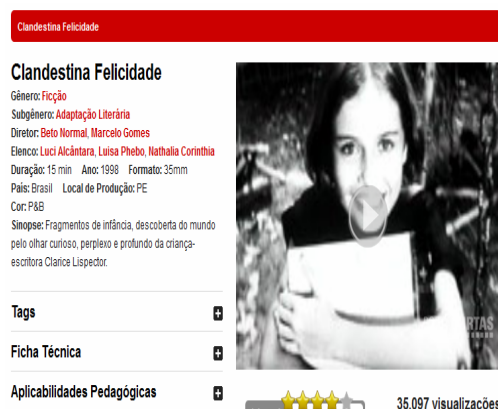 Clandestina Felicidade
Clandestina Felicidade
Gênero: Ficção
Subgênero: Adaptação Literária
Diretor: Beto Normal, Marcelo Gomes
Elenco: Luci Alcântara, Luisa Phebo, Nathalia Corinthia
Duração: 15 min Ano: 1998 Formato: 35mm
País: Brasil Local de Produção: PE
Cor: P&B
Sinopse: Fragmentos de infância, descoberta do mundo
pelo olhar curioso, perplexo e profundo da criança-
escritora Clarice Lispector.
Tags
Ficha Técnica
Aplicabilidades Pedagógicas
35.097 visualizações